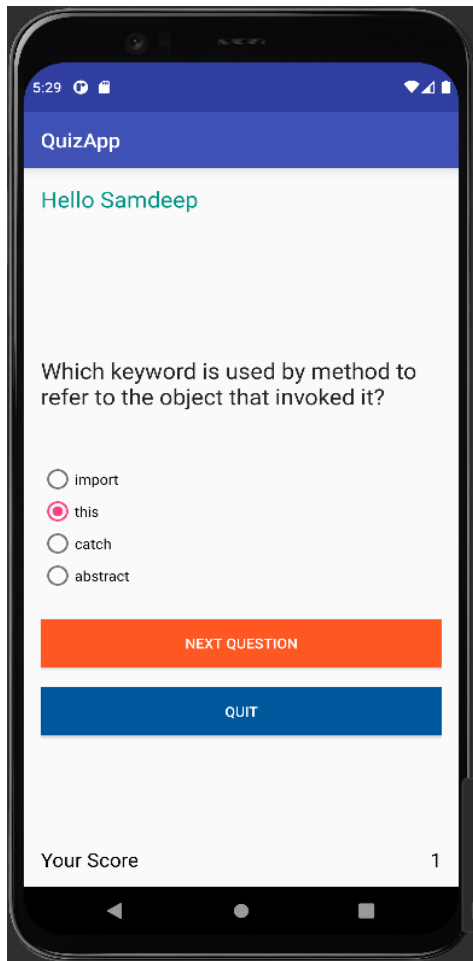 5:29
QuizApp
Hello Samdeep
Which keyword is used by method to
refer to the object that invoked it?
import
this
catch
abstract
NEXT QUESTION
QUIT
Your Score 1